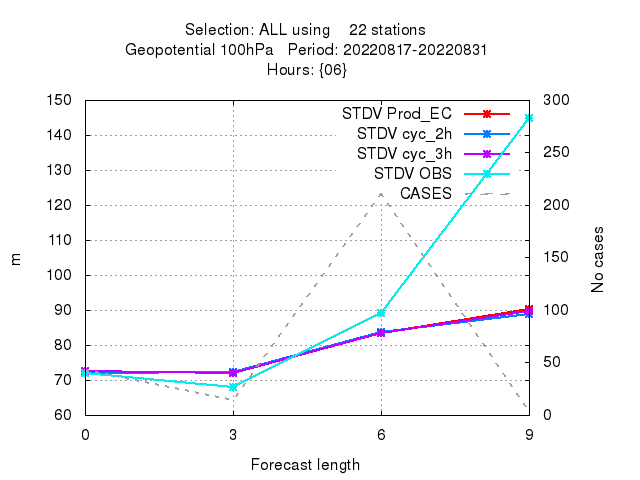 Selection: ALL using 22 stations
Geopotential 100hPa Period: 20220817-20220831
Hours: {06}
150
140
130
120
110
100
90
80
70
60
m
STDV Prod_EC
STDV cyc_2h
STDV cyc_3h
STDV OBS
CASES
300
250
200
150
100
50
0
No cases
0 3 6 9
Forecast length